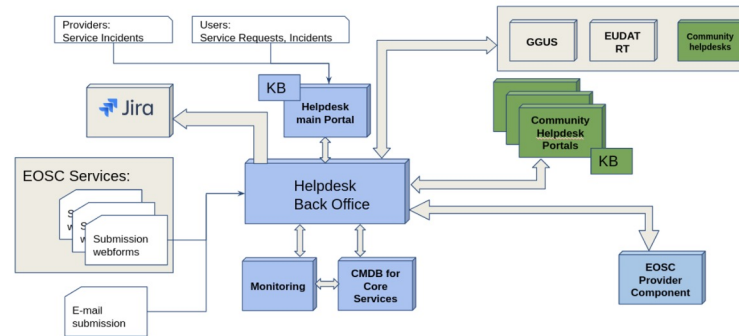 Providers:
Service Incidents
Users:
Service Requests, Incidents
GGUS
EUDAT
RT
Community
helpdesks
KB
Helpdesk
main Portal
Jira
Community
Helpdesk
Portals
KB
EOSC Services:
Submission
webforms
Helpdesk
Back Office
E-mail
submission
Monitoring
CMDB for
Core
Services
EOSC
Provider
Component